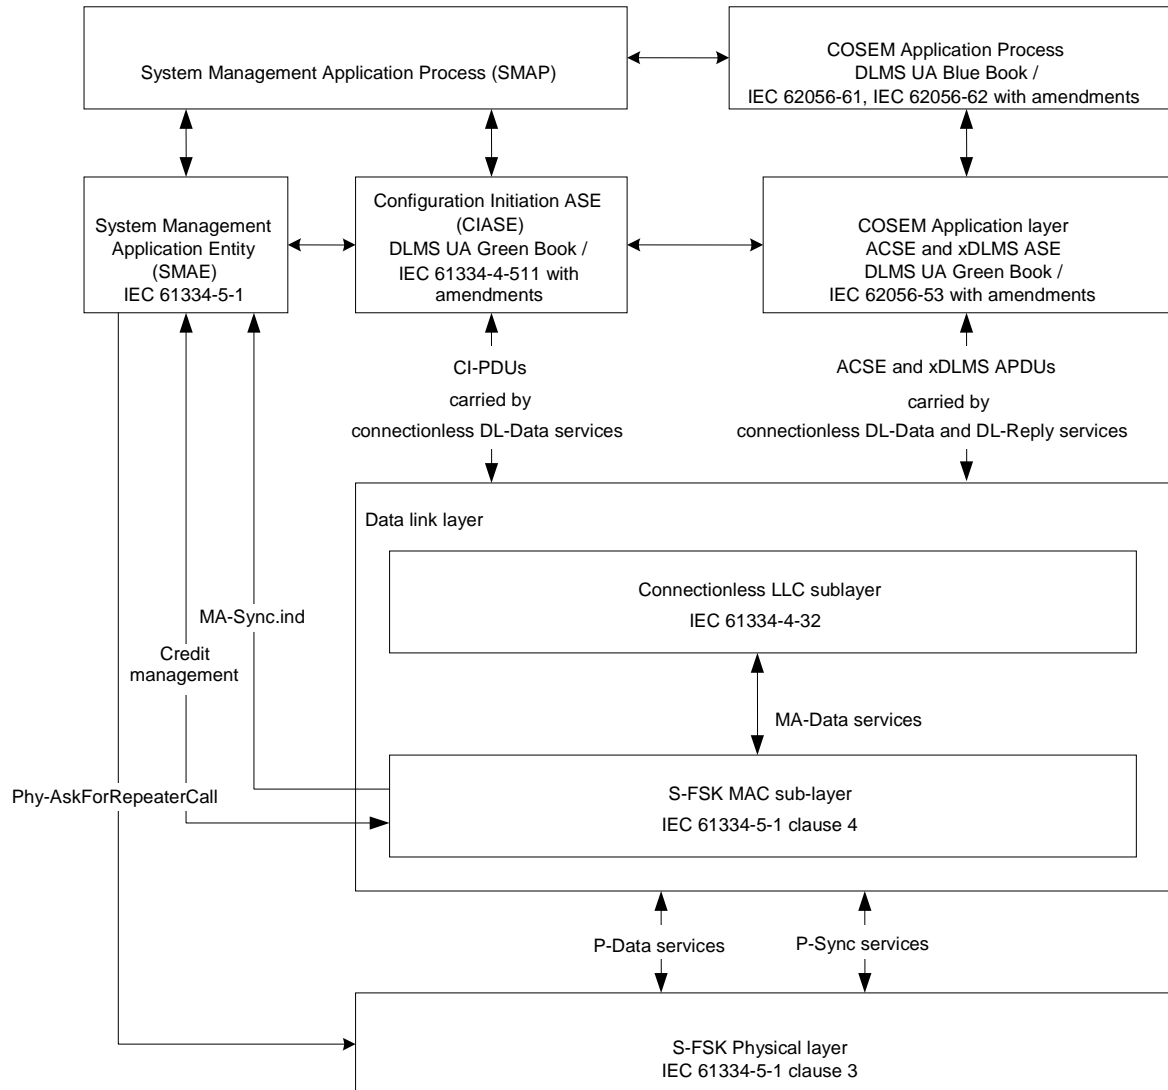 System Management Application Process (SMAP)
COSEM Application Process
DLMS UA Blue Book /
IEC 62056-61, IEC 62056-62 with amendments
System Management
Application Entity
(SMAE)
IEC 61334-5-1
Configuration Initiation ASE
(CIASE)
DLMS UA Green Book /
IEC 61334-4-511 with
amendments
COSEM Application layer
ACSE and xDLMS ASE
DLMS UA Green Book /
IEC 62056-53 with amendments
CI-PDUs
carried by
connectionless DL-Data services
ACSE and xDLMS APDUs
carried by
connectionless DL-Data and DL-Reply services
Data link layer
Connectionless LLC sublayer
IEC 61334-4-32
MA-Sync.ind
Credit
management
MA-Data services
Phy-AskForRepeaterCall
S-FSK MAC sub-layer
IEC 61334-5-1 clause 4
P-Data services
P-Sync services
S-FSK Physical layer
IEC 61334-5-1 clause 3